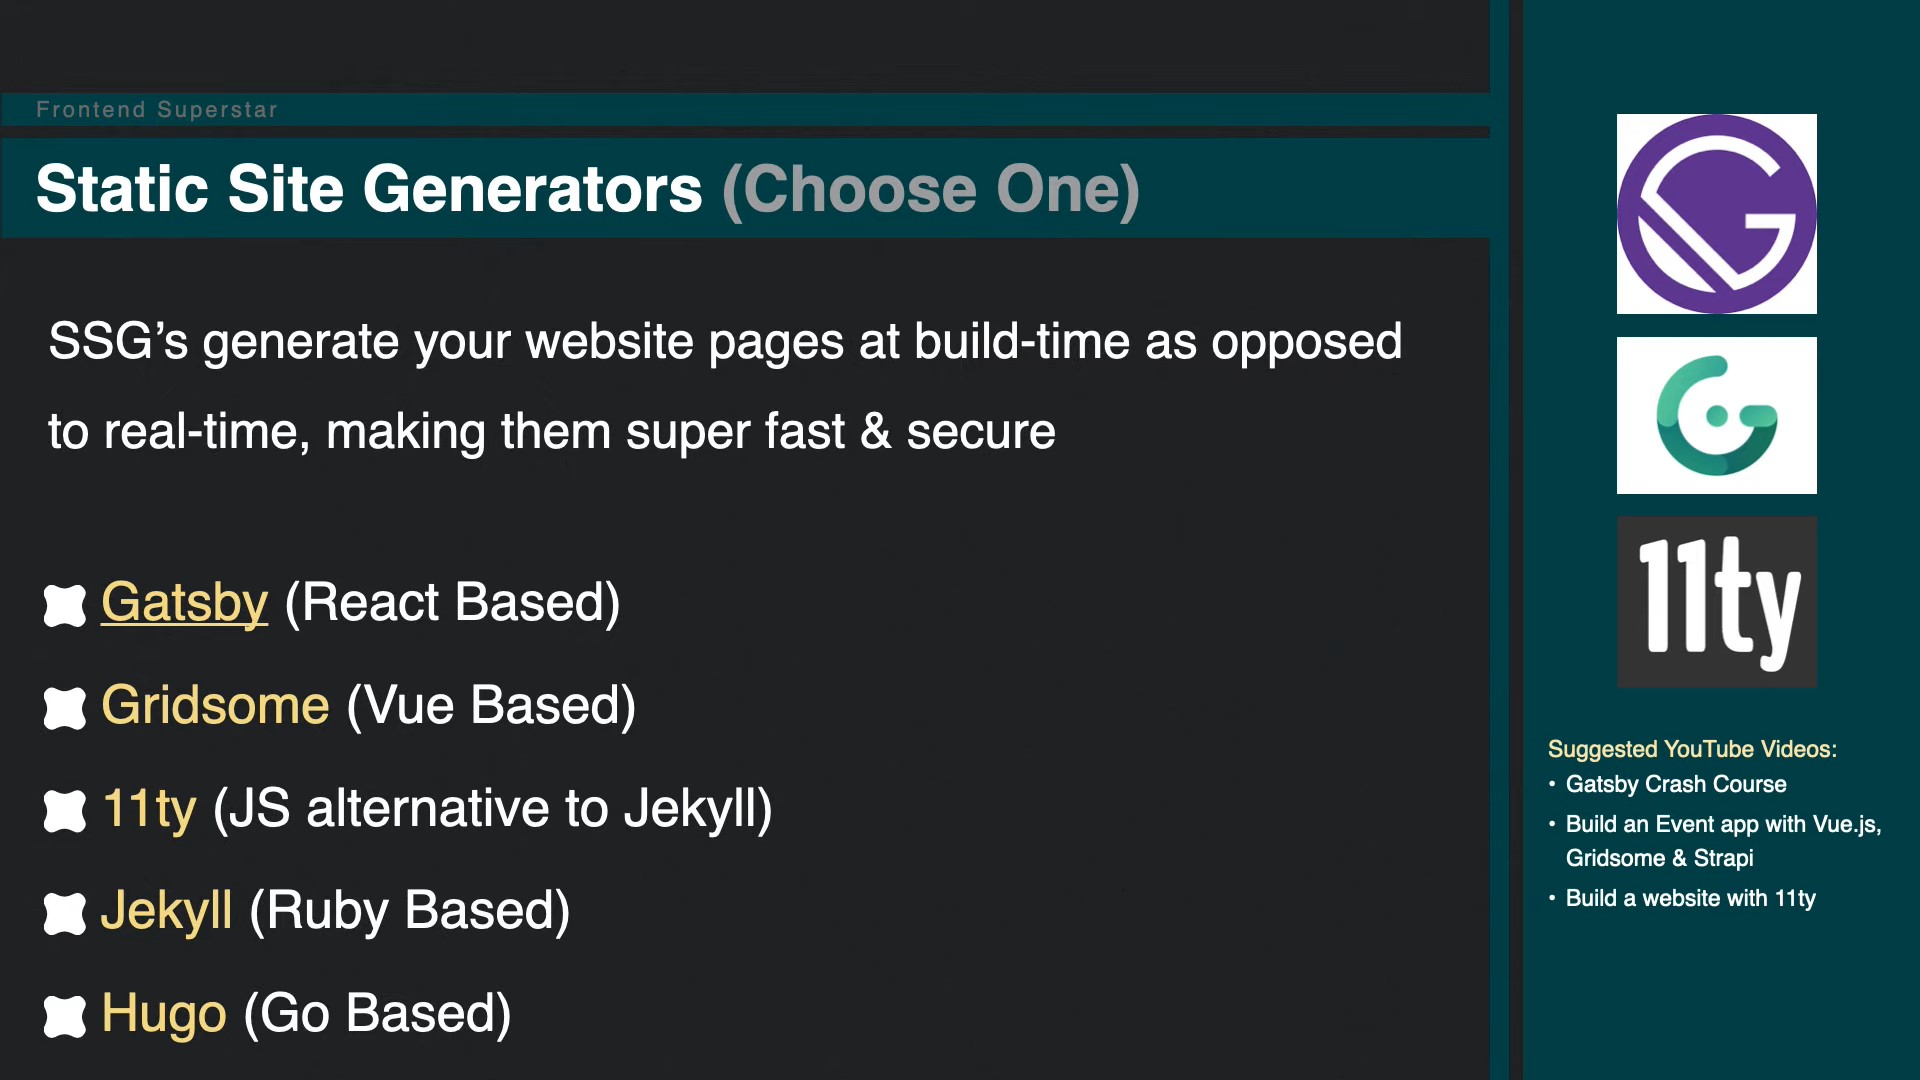 Frontend Superstar
Static Site Generators (Choose One)
SSG’s generate your website pages at build-time as opposed
to real-time, making them super fast & secure
Gatsby (React Based)
Gridsome (Vue Based)
11ty (JS alternative to Jekyll)
Jekyll (Ruby Based)
Hugo (Go Based)
11ty
Suggested YouTube Videos:
• Gatsby Crash Course
• Build an Event app with Vue.js,
Gridsome & Strapi
• Build a website with 11ty